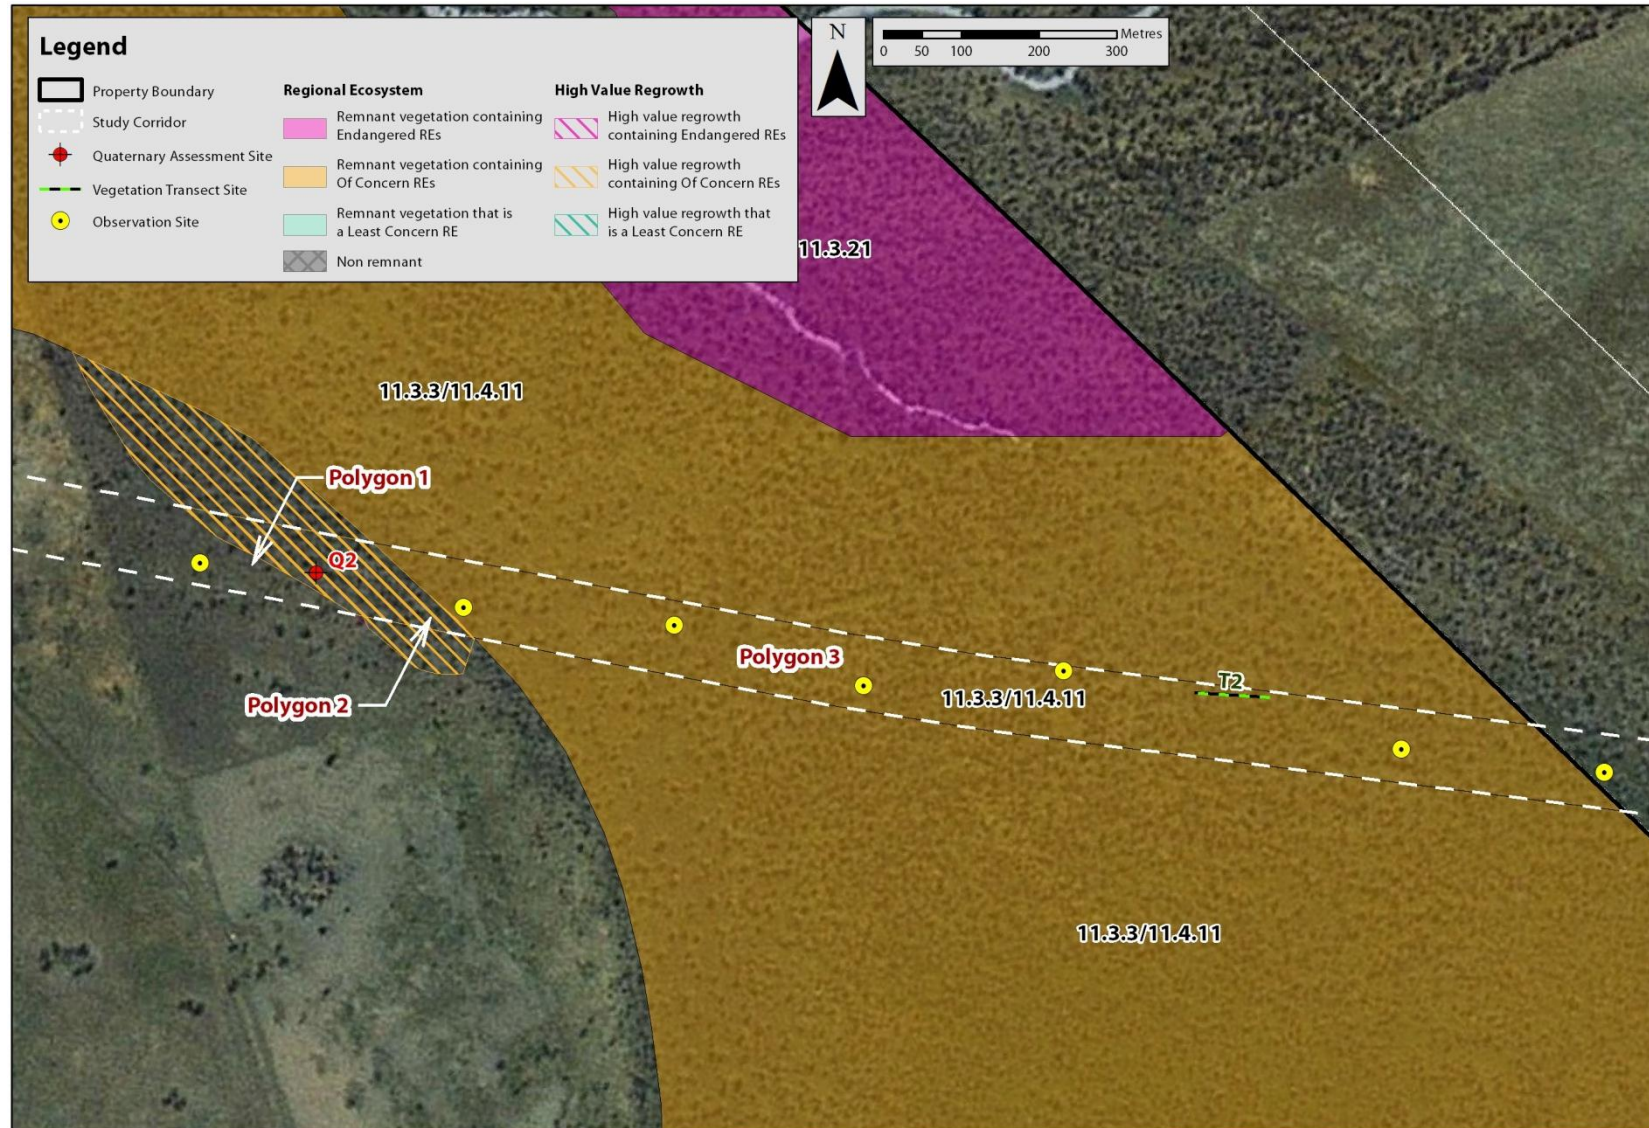 Legend
Property Boundary
Study Corridor
Quaternary Assessment Site
Vegetation Transect Site
Observation Site
Regional Ecosystem
Remnant vegetation containing
Endangered REs
Remnant vegetation containing
Of Concern REs
Remnant vegetation that is
a Least Concern RE
Non remnant
High Value Regrowth
High value regrowth
containing Endangered REs
High value regrowth
containing Of Concern REs
High value regrowth that
is a Least Concern RE
N
Metres
0 50 100 200 300
11.3.21
11.3.3/11.4.11
Polygon 1
Q2
Polygon 3
T2
11.3.3/11.4.11
Polygon 2
11.3.3/11.4.11